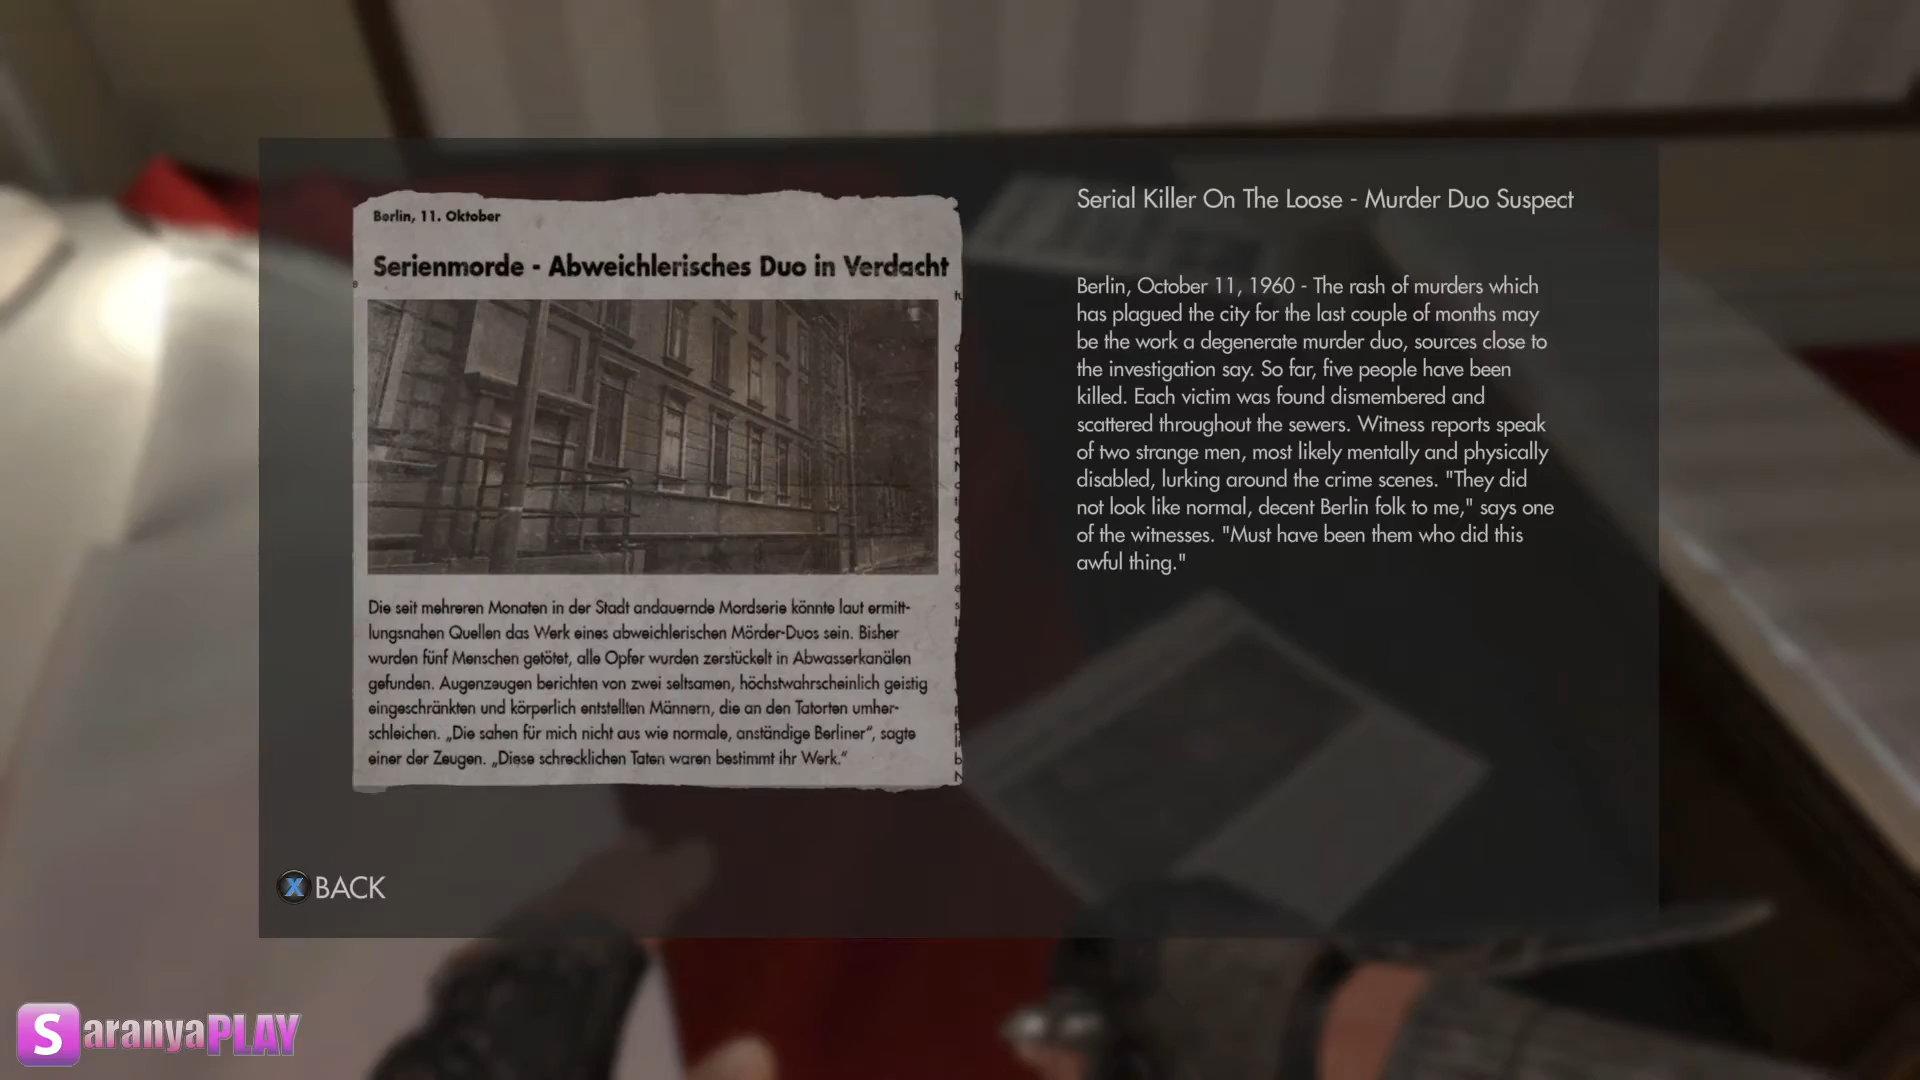 Berlin, 11. Oktober
Serienmorde - Abweichlerisches Duo in Verdacht
Die seit mehreren Monaten in der Stadt andauernde Mordserie könnte laut ermitt-
lungsnahen Quellen das Werk eines abweichlerischen Mörder-Duos sein. Bisher
wurden fünf Menschen getötet, alle Opfer wurden zerstückelt in Abwasserkanälen
gefunden. Augenzeugen berichten von zwei seltsamen, höchstwahrscheinlich geistig
eingeschränkten und körperlich entstellten Männern, die an den Tatorten umher-
schleichen. „Die sahen für mich nicht aus wie normale, anständige Berliner“, sagte
einer der Zeugen. „Diese schrecklichen Taten waren bestimmt ihr Werk.“
Serial Killer On The Loose - Murder Duo Suspect
Berlin, October 11, 1960 - The rash of murders which
has plagued the city for the last couple of months may
be the work a degenerate murder duo, sources close to
the investigation say. So far, five people have been
killed. Each victim was found dismembered and
scattered throughout the sewers. Witness reports speak
of two strange men, most likely mentally and physically
disabled, lurking around the crime scenes. "They did
not look like normal, decent Berlin folk to me," says one
of the witnesses. "Must have been them who did this
awful thing."
X BACK
SaranyaPLAY